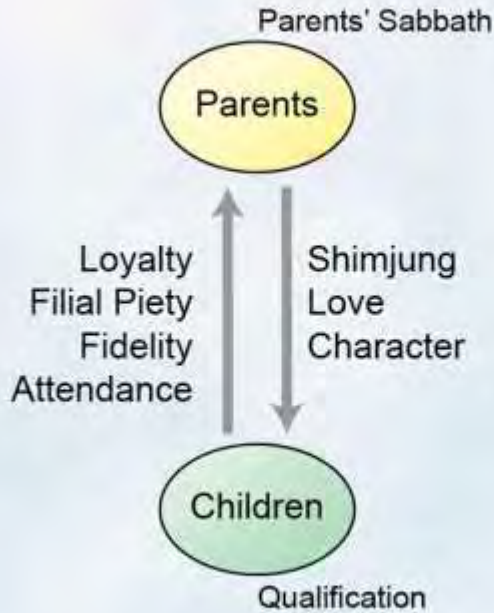 Parents' Sabbath
Parents
Loyalty
Filial Piety
Fidelity
Attendance
Shimjung
Love
Character
Children
Qualification